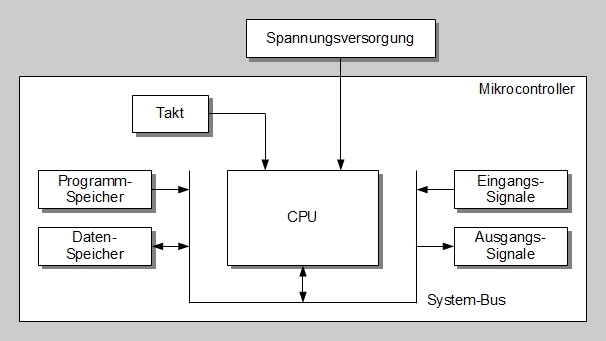 Spannungsversorgung
Mikrocontroller
Takt
Programm-
Speicher
Daten-
Speicher
CPU
Eingangs-
Signale
Ausgangs-
Signale
System-Bus